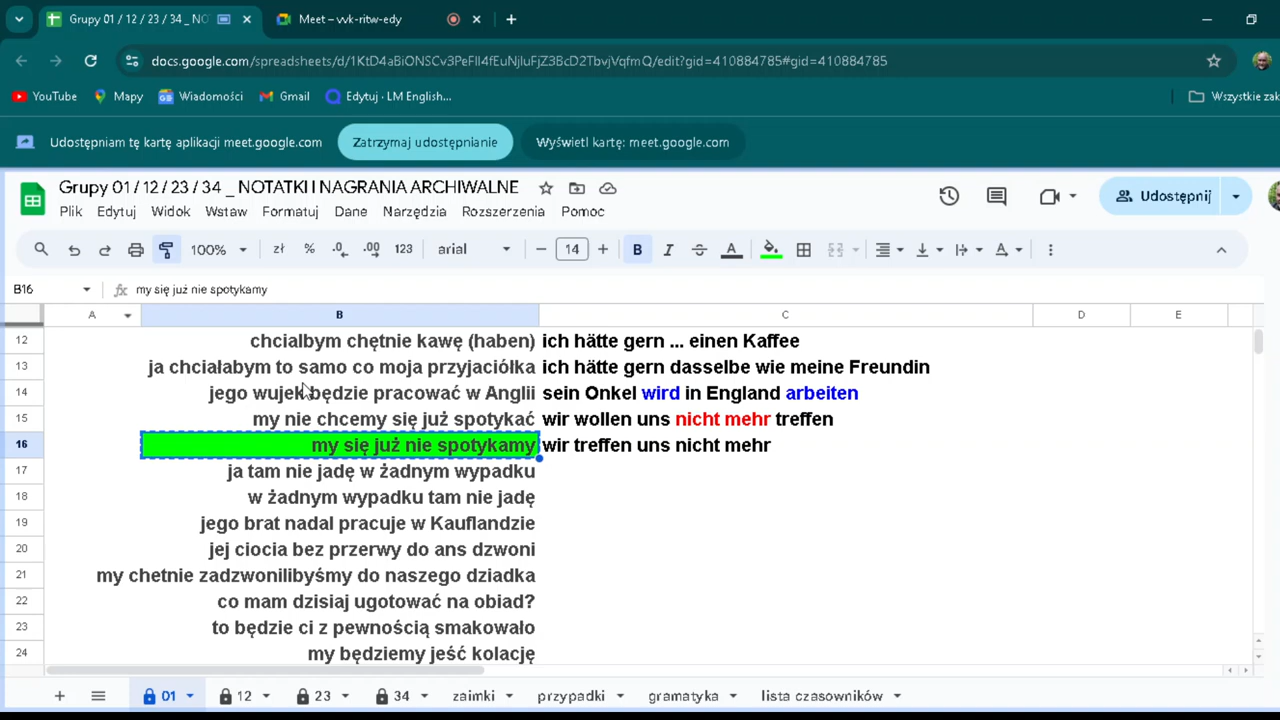 Grupy 01 / 12 / 23 / 34 _ NO
Meet – vvk-ritw-edy
docs.google.com/spreadsheets/d/1KtD4aBiONSCv3PeFlI4fEuNjluFjZ3BcD2TbvjVqfmQ/edit?gid=410884785#gid=410884785
YouTube Mapy Wiadomości Gmail Edytuj · LM English... Wszystkie zak
Udostępniam tę kartę aplikacji meet.google.com Zatrzymaj udostępnianie Wyświetl kartę: meet.google.com
Grupy 01 / 12 / 23 / 34 _ NOTATKI I NAGRANIA ARCHIWALNE
Udostępnij
Plik Edytuj Widok Wstaw Formatuj Dane Narzędzia Rozszerzenia Pomoc
100% zł % .0 .00 123 arial − 14 + B I A
B16 fx my się już nie spotykamy
A B C D E
12 chcialbym chętnie kawę (haben) ich hätte gern ... einen Kaffee
13 ja chciałabym to samo co moja przyjaciółka ich hätte gern dasselbe wie meine Freundin
14 jego wujek będzie pracować w Anglii sein Onkel wird in England arbeiten
15 my nie chcemy się już spotykać wir wollen uns nicht mehr treffen
16 my się już nie spotykamy wir treffen uns nicht mehr
17 ja tam nie jadę w żadnym wypadku
18 w żadnym wypadku tam nie jadę
19 jego brat nadal pracuje w Kauflandzie
20 jej ciocia bez przerwy do ans dzwoni
21 my chetnie zadzwonilibyśmy do naszego dziadka
22 co mam dzisiaj ugotować na obiad?
23 to będzie ci z pewnością smakowało
24 my będziemy jeść kolację
01 12 23 34 zaimki przypadki gramatyka lista czasowników